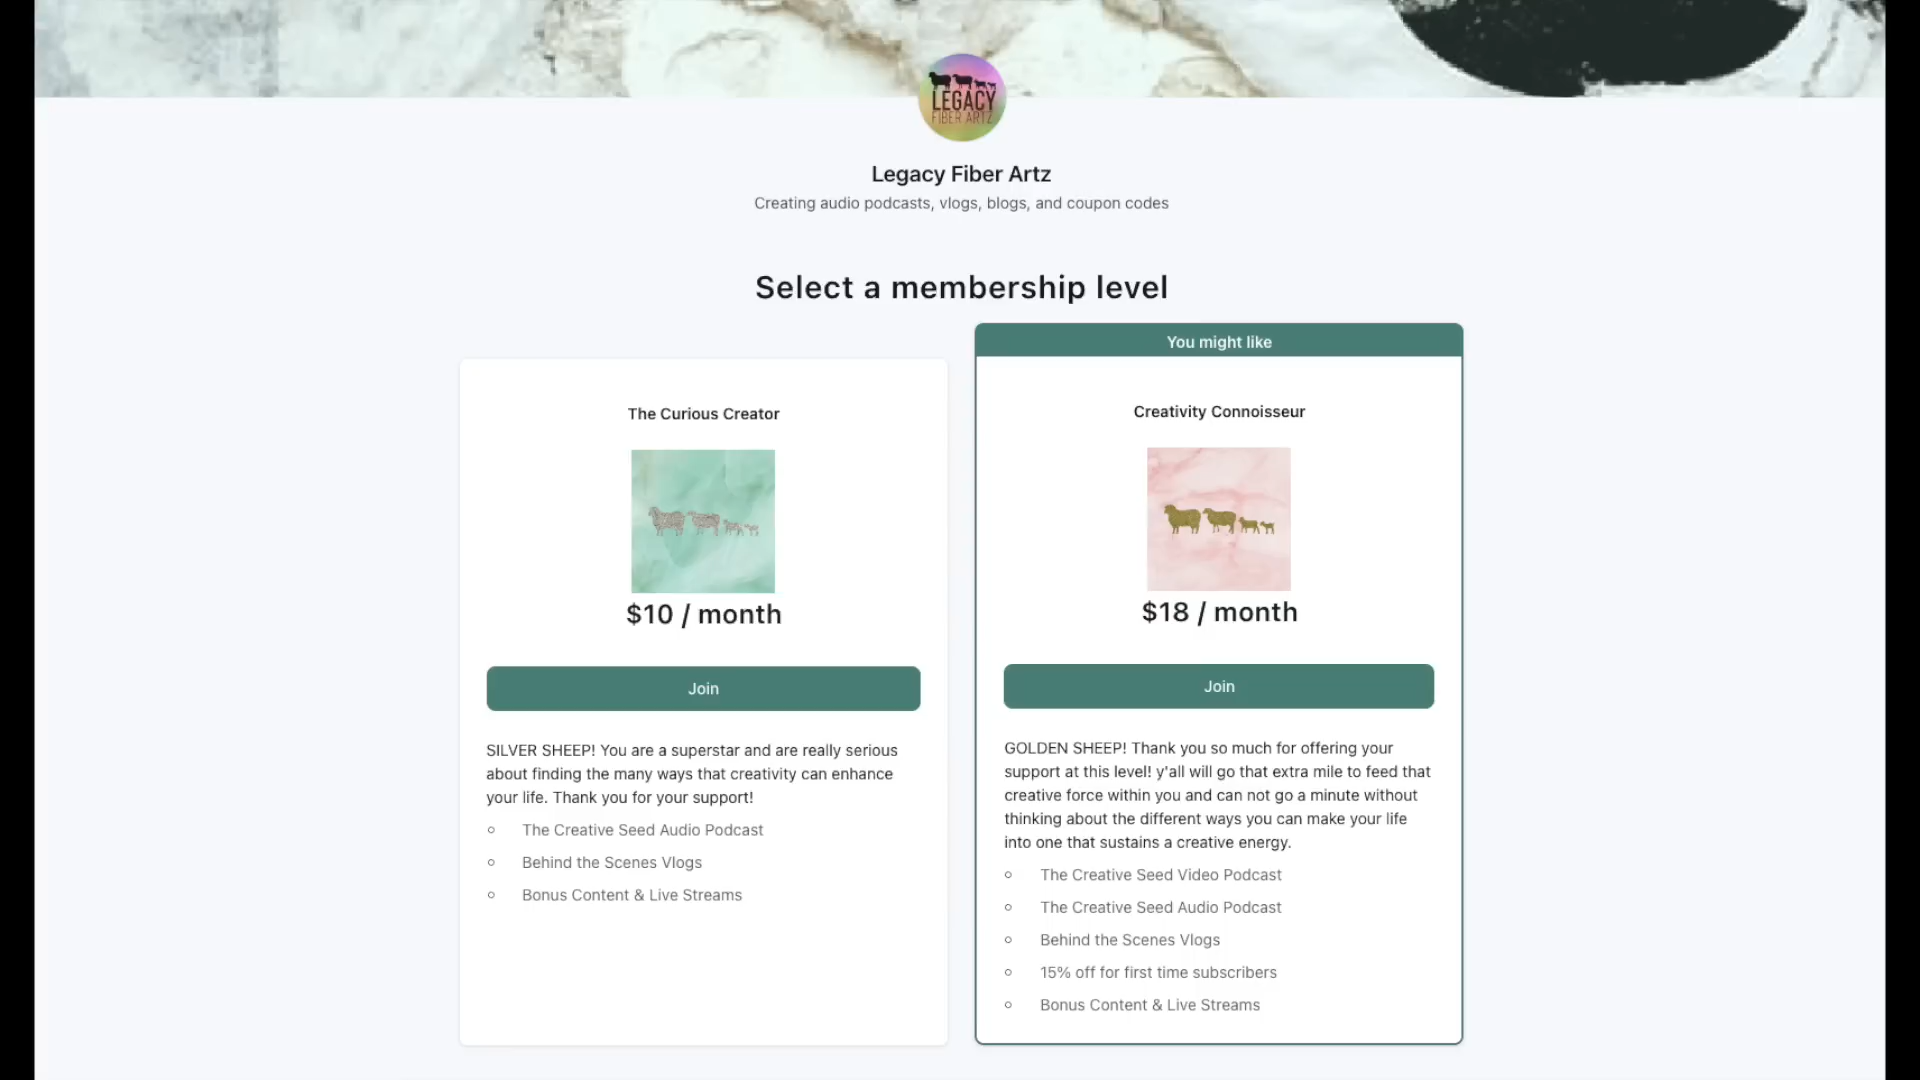 LEGACY
FIBER ARTZ
Legacy Fiber Artz
Creating audio podcasts, vlogs, blogs, and coupon codes
Select a membership level
The Curious Creator
$10 / month
Join
SILVER SHEEP! You are a superstar and are really serious
about finding the many ways that creativity can enhance
your life. Thank you for your support!
The Creative Seed Audio Podcast
Behind the Scenes Vlogs
Bonus Content & Live Streams
You might like
Creativity Connoisseur
$18 / month
Join
GOLDEN SHEEP! Thank you so much for offering your
support at this level! y'all will go that extra mile to feed that
creative force within you and can not go a minute without
thinking about the different ways you can make your life
into one that sustains a creative energy.
The Creative Seed Video Podcast
The Creative Seed Audio Podcast
Behind the Scenes Vlogs
15% off for first time subscribers
Bonus Content & Live Streams